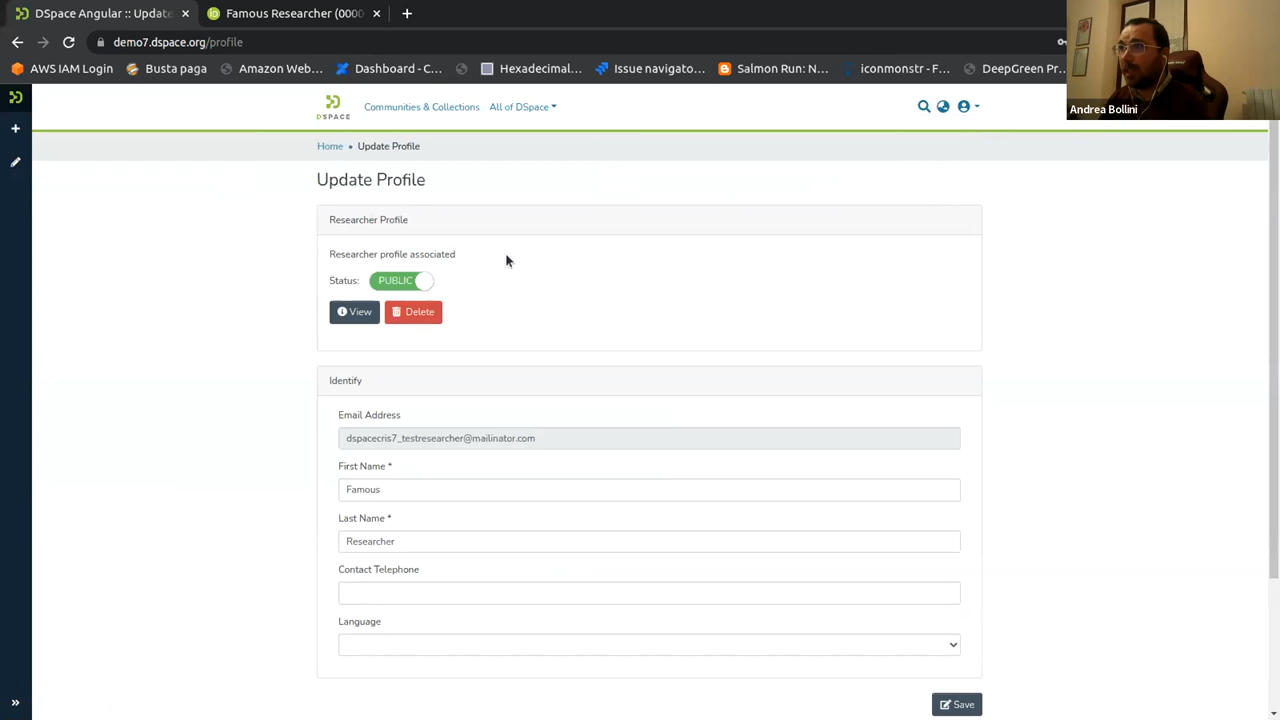 DSpace Angular :: Update
Famous Researcher (0000
demo7.dspace.org/profile
AWS IAM Login
Busta paga
Amazon Web...
Dashboard - C...
Hexadecimal...
Issue navigato...
Salmon Run: N...
iconmonstr - F...
DeepGreen Pr...
Andrea Bollini
DSPACE
Communities & Collections
All of DSpace
Home • Update Profile
Update Profile
Researcher Profile
Researcher profile associated
Status: PUBLIC
View
Delete
Identify
Email Address
dspacecris7_testresearcher@mailinator.com
First Name *
Famous
Last Name *
Researcher
Contact Telephone
Language
Save